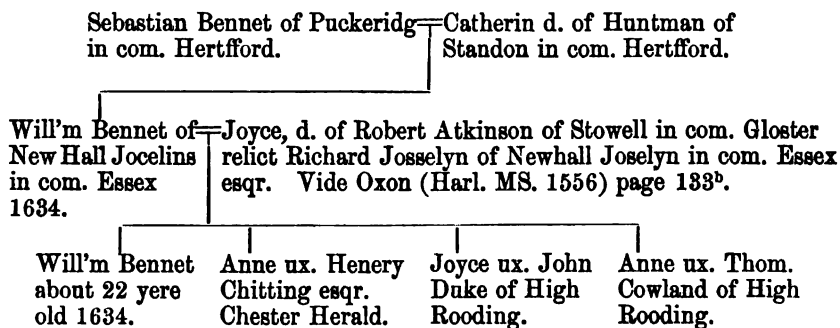 Sebastian Bennet of Puckeridg
in com. Hertfford.
Catherin d. of Huntman of
Standon in com. Hertfford.
Will'm Bennet of
New Hall Jocelins
in com. Essex
1634.
Joyce, d. of Robert Atkinson of Stowell in com. Gloster
relict Richard Josselyn of Newhall Joselyn in com. Essex
esqr. Vide Oxon (Harl. MS. 1556) page 133ᵇ.
Will'm Bennet
about 22 yere
old 1634.
Anne ux. Henery
Chitting esqr.
Chester Herald.
Joyce ux. John
Duke of High
Rooding.
Anne ux. Thom.
Cowland of High
Rooding.